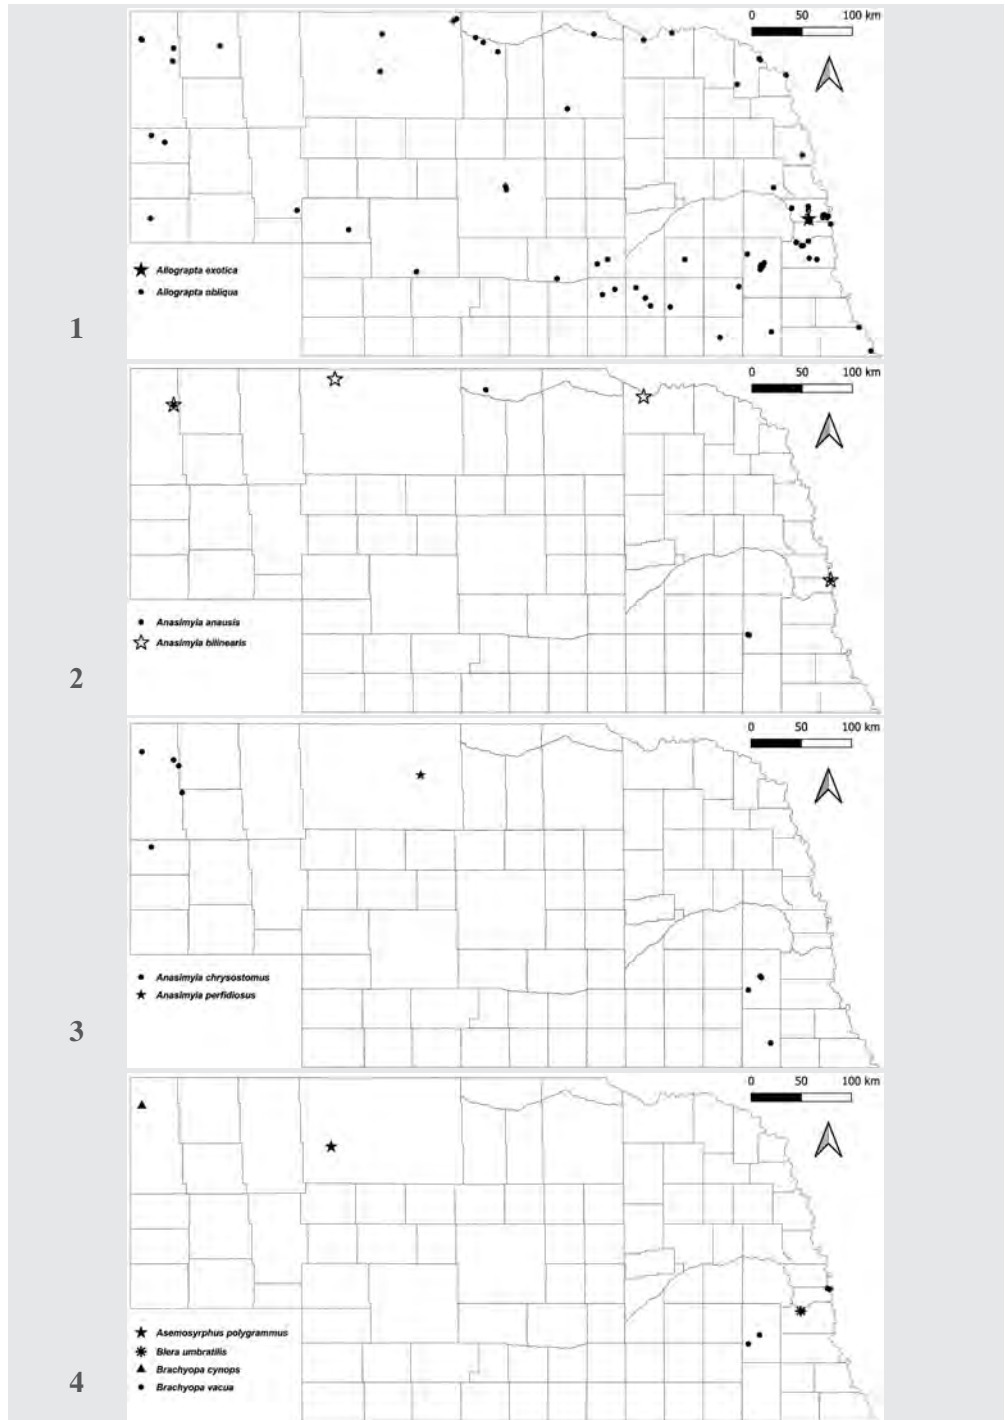 0 50 100 km
Allograpta exotica
Allograpta obliqua
1
0 50 100 km
Anasimyia anausis
Anasimyia bilinearis
2
0 50 100 km
Anasimyia chrysostomus
Anasimyia perfidiosus
3
0 50 100 km
Asemosyrphus polygrammus
Blera umbratilis
Brachyopa cynops
Brachyopa vacua
4